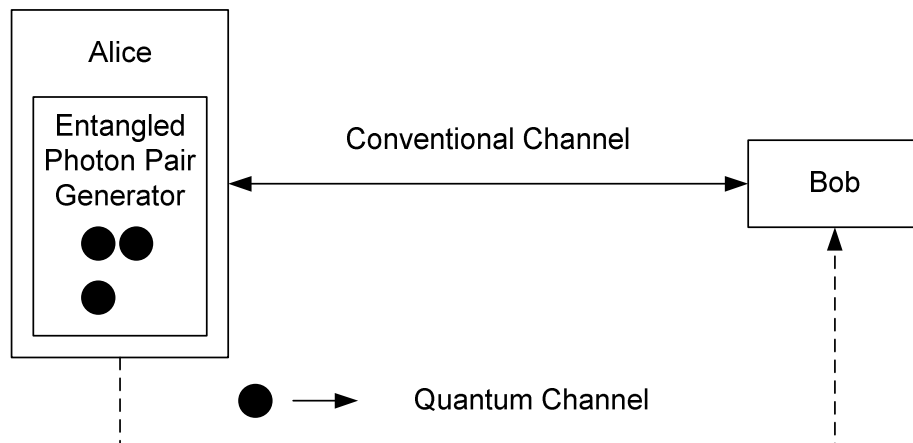 Alice
Entangled
Photon Pair
Generator
Conventional Channel
Bob
Quantum Channel